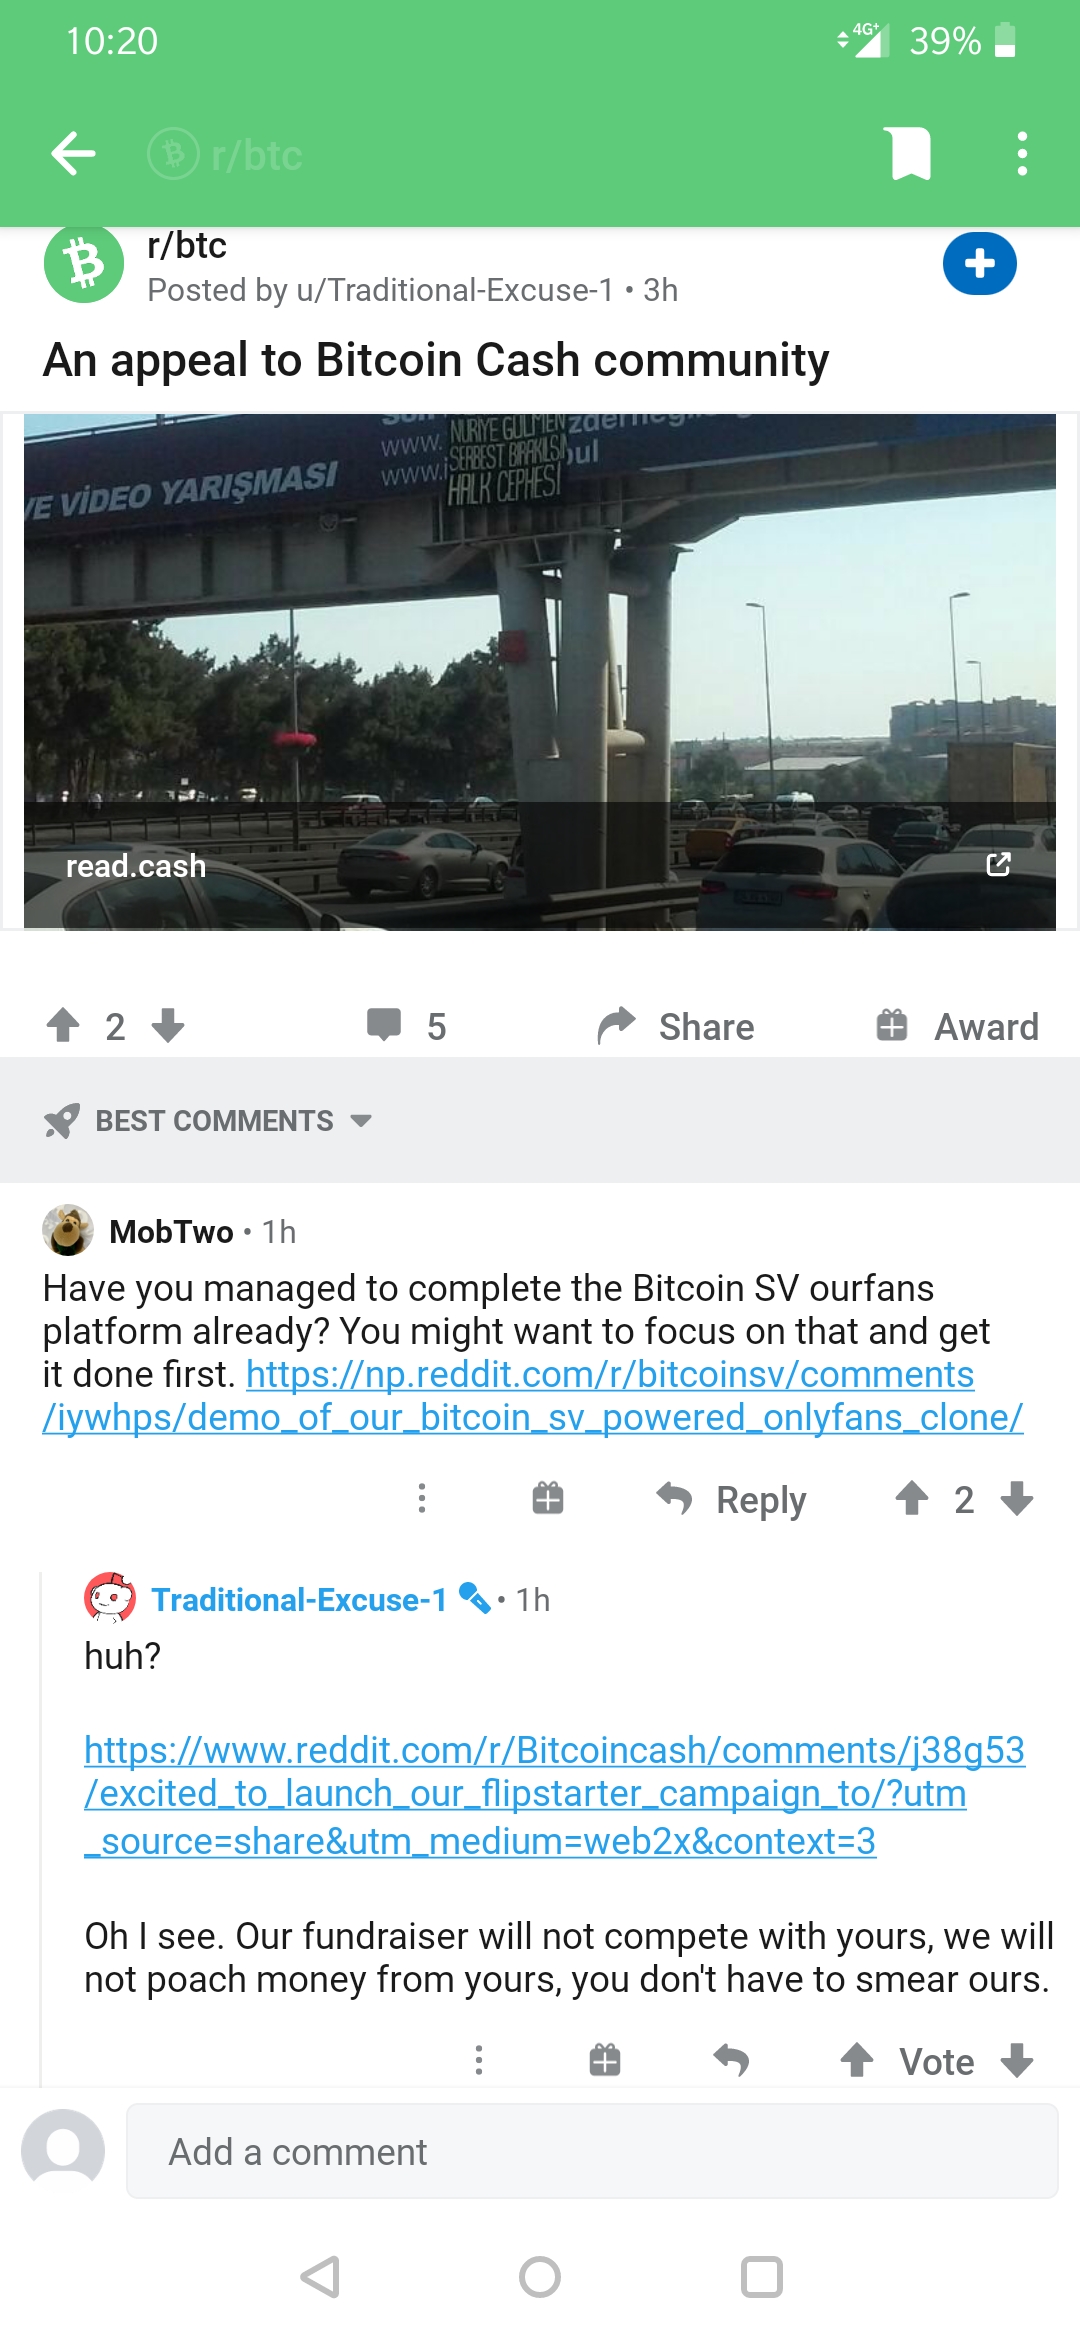 10:20
4G+
39%
r/btc
r/btc
Posted by u/Traditional-Excuse-1 • 3h
An appeal to Bitcoin Cash community
www.
NURİYE GÜLMEN
SERBEST BIRAKILSIN
HALK CEPHESİ
www.i
VE VİDEO YARIŞMASI
read.cash
2
5
Share
Award
BEST COMMENTS
MobTwo • 1h
Have you managed to complete the Bitcoin SV ourfans
platform already? You might want to focus on that and get
it done first. https://np.reddit.com/r/bitcoinsv/comments
/iywhps/demo_of_our_bitcoin_sv_powered_onlyfans_clone/
Reply
2
Traditional-Excuse-1 • 1h
huh?
https://www.reddit.com/r/Bitcoincash/comments/j38g53
/excited_to_launch_our_flipstarter_campaign_to/?utm
_source=share&utm_medium=web2x&context=3
Oh I see. Our fundraiser will not compete with yours, we will
not poach money from yours, you don't have to smear ours.
Vote
Add a comment